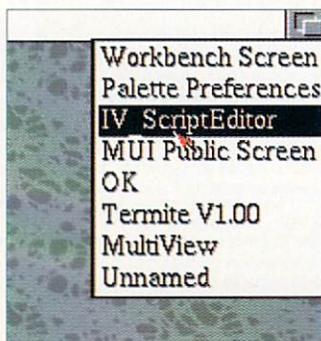 Workbench Screen
Palette Preferences
IV_ScriptEditor
MUI Public Screen
OK
Termite V1.00
MultiView
Unnamed